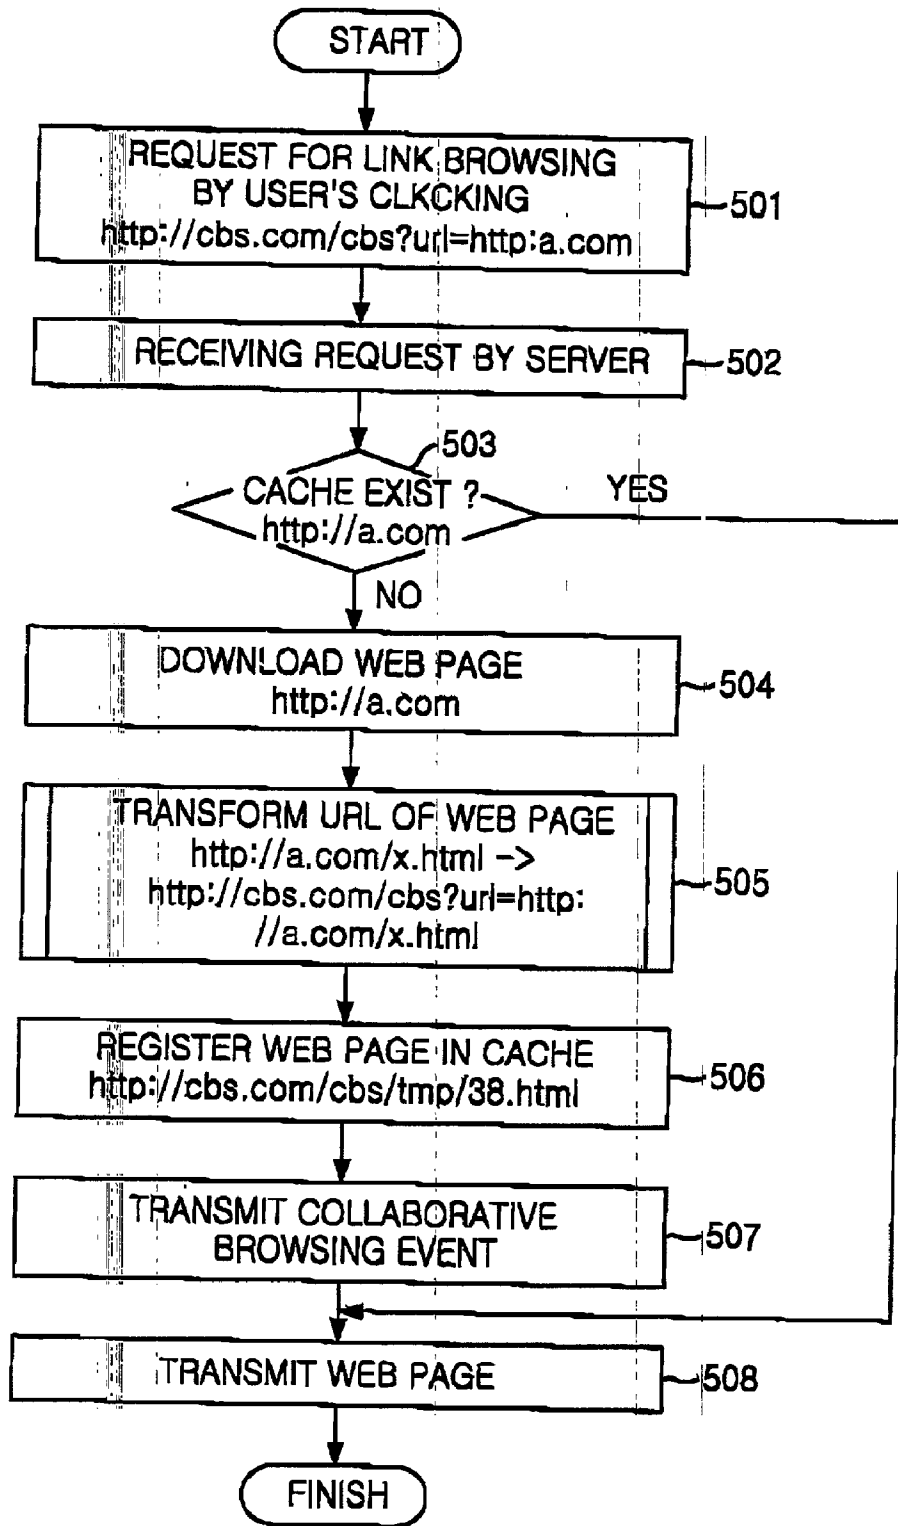 START
REQUEST FOR LINK BROWSING
BY USER'S CLKCKING
http://cbs.com/cbs?url=http:a.com
501
RECEIVING REQUEST BY SERVER
502
503
CACHE EXIST ?
http://a.com
YES
NO
DOWNLOAD WEB PAGE
http://a.com
504
TRANSFORM URL OF WEB PAGE
http://a.com/x.html ->
http://cbs.com/cbs?url=http:
//a.com/x.html
505
REGISTER WEB PAGE IN CACHE
http://cbs.com/cbs/tmp/38.html
506
TRANSMIT COLLABORATIVE
BROWSING EVENT
507
TRANSMIT WEB PAGE
508
FINISH